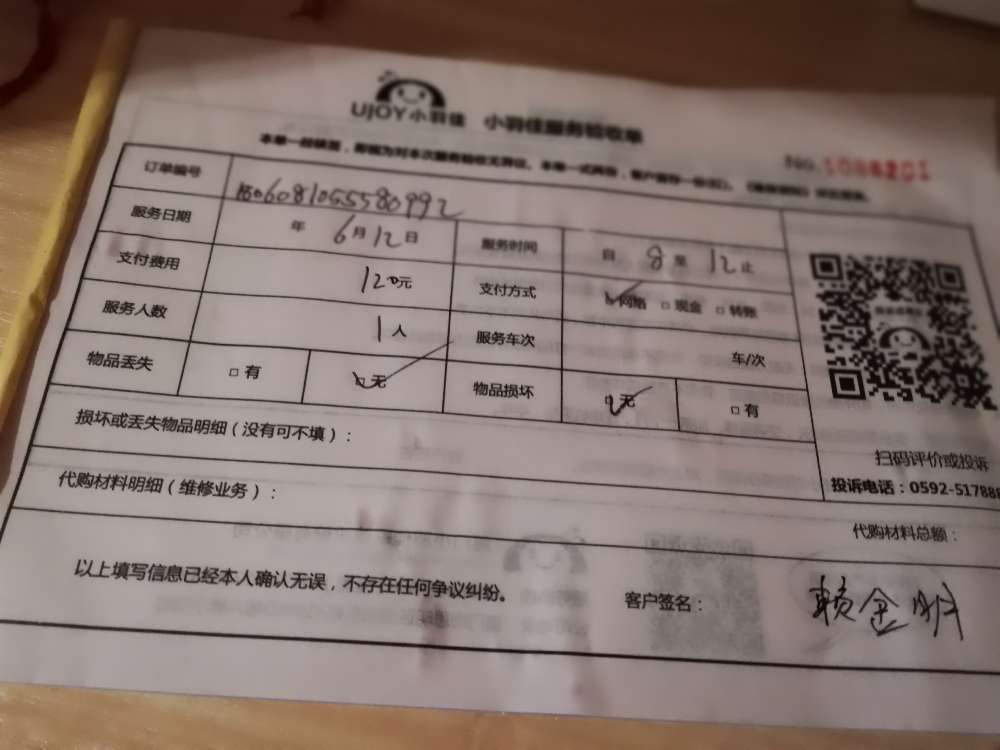 UJOY小羽佳 小羽佳服务验收单
No.1088201
订单编号
服务日期 年 6月12日 服务时间 自 8 至 12 止
支付费用 120元 支付方式 网络 □ 现金 □ 转账
服务人数 1 人 服务车次 车/次
物品丢失 □ 有 □ 无 物品损坏 □ 无 □ 有
损坏或丢失物品明细（没有可不填）：
扫码评价或投诉
投诉电话：0592-517888
代购材料明细（维修业务）：
代购材料总额：
以上填写信息已经本人确认无误，不存在任何争议纠纷。
客户签名： 赖金明